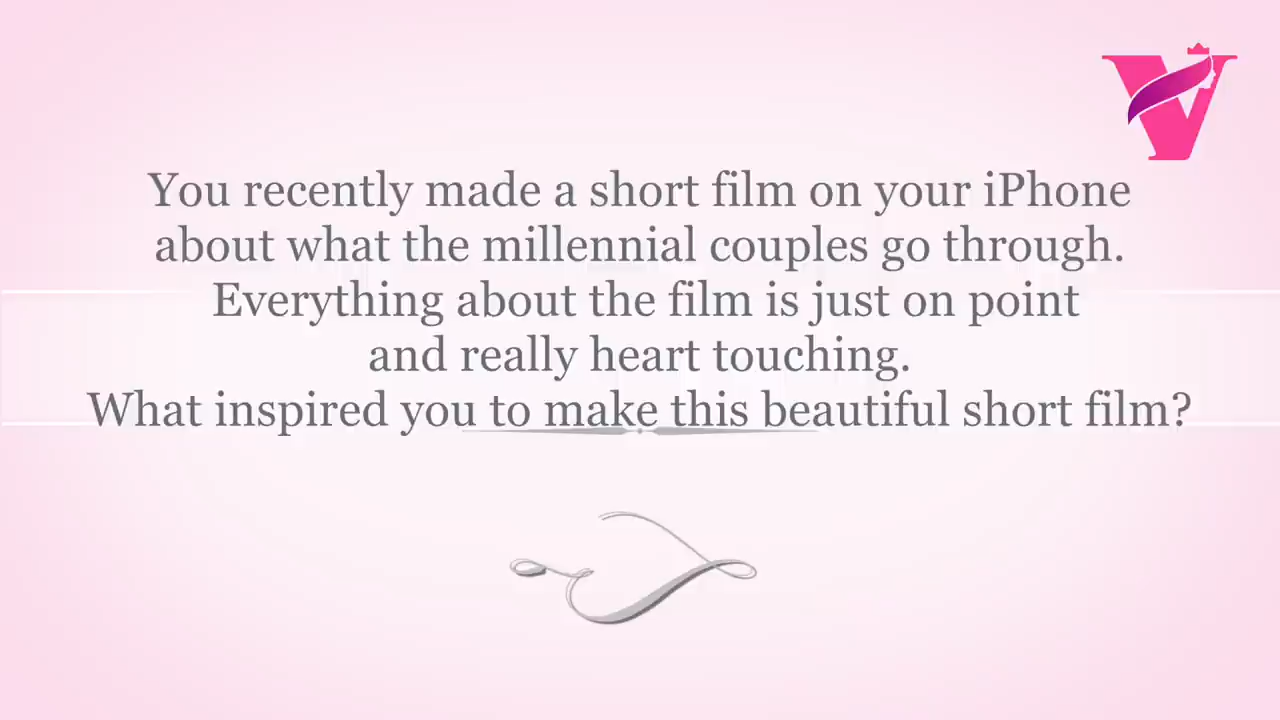 You recently made a short film on your iPhone
about what the millennial couples go through.
Everything about the film is just on point
and really heart touching.
What inspired you to make this beautiful short film?
V